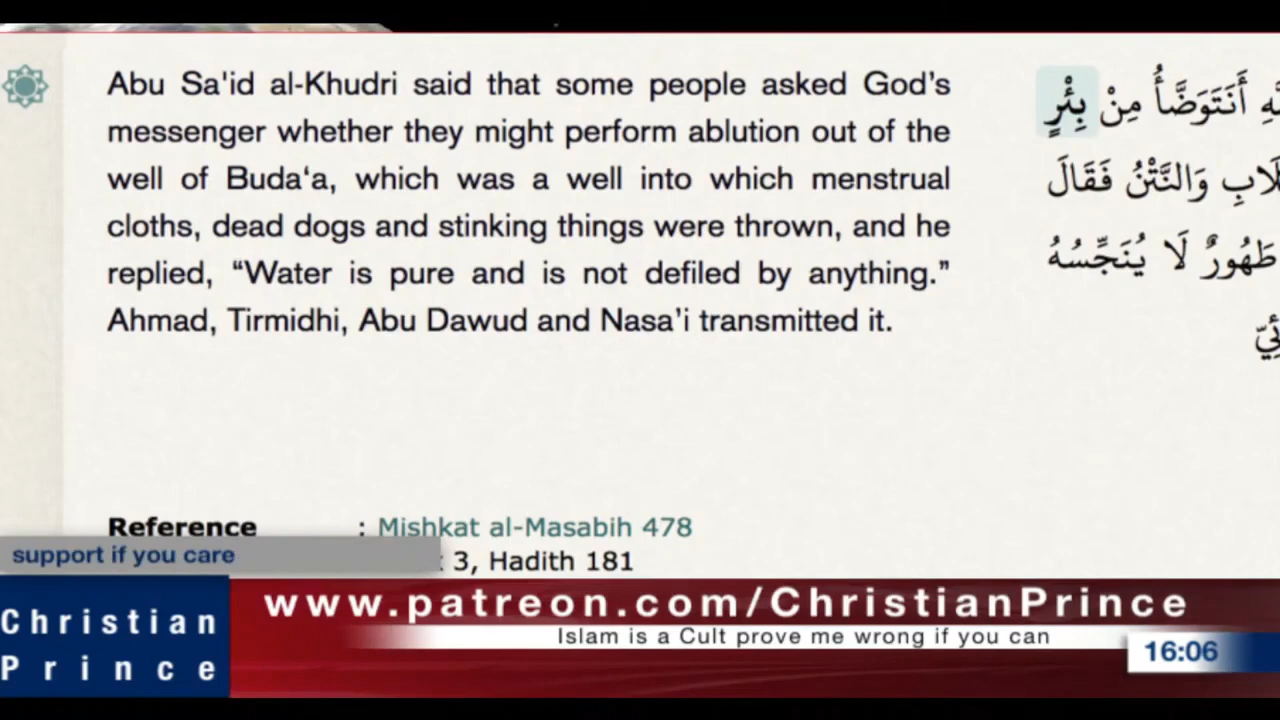 Abu Sa'id al-Khudri said that some people asked God's
messenger whether they might perform ablution out of the
well of Buda‘a, which was a well into which menstrual
cloths, dead dogs and stinking things were thrown, and he
replied, “Water is pure and is not defiled by anything.”
Ahmad, Tirmidhi, Abu Dawud and Nasa'i transmitted it.
أَنَتَوَضَّأُ مِنْ بِئْرٍ
وَالنَّتْنُ فَقَالَ
طَهُورٌ لَا يُنَجِّسُهُ
Reference : Mishkat al-Masabih 478
3, Hadith 181
support if you care
Christian
Prince
www.patreon.com/ChristianPrince
Islam is a Cult prove me wrong if you can
16:06